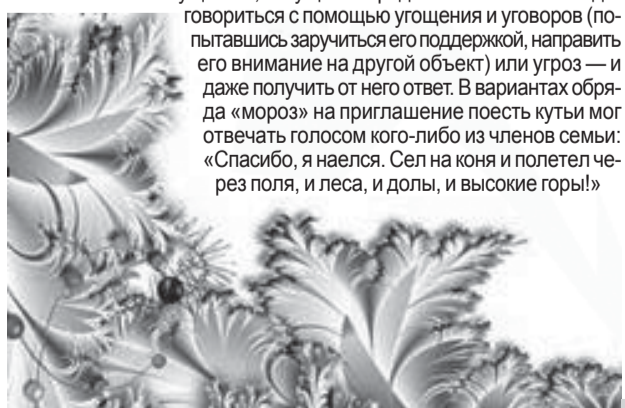 говориться с помощью угощения и уговоров (по-
пытавшись заручиться его поддержкой, направить
его внимание на другой объект) или угроз — и
даже получить от него ответ. В вариантах обря-
да «мороз» на приглашение поесть кутьи мог
отвечать голосом кого-либо из членов семьи:
«Спасибо, я наелся. Сел на коня и полетел че-
рез поля, и леса, и долы, и высокие горы!»